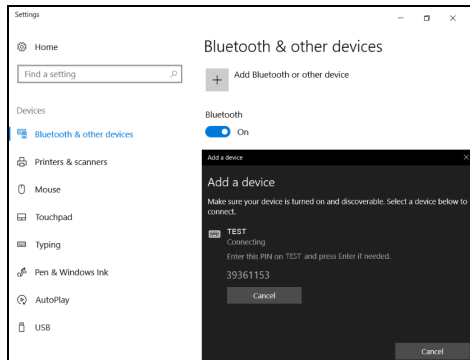 Settings
Home
Find a setting
Devices
Bluetooth & other devices
Printers & scanners
Mouse
Touchpad
Typing
Pen & Windows Ink
AutoPlay
USB
Bluetooth & other devices
Add Bluetooth or other device
Bluetooth
On
Add a device
Add a device
Make sure your device is turned on and discoverable. Select a device below to
connect.
TEST
Connecting
Enter this PIN on TEST and press Enter if needed.
39361153
Cancel
Cancel